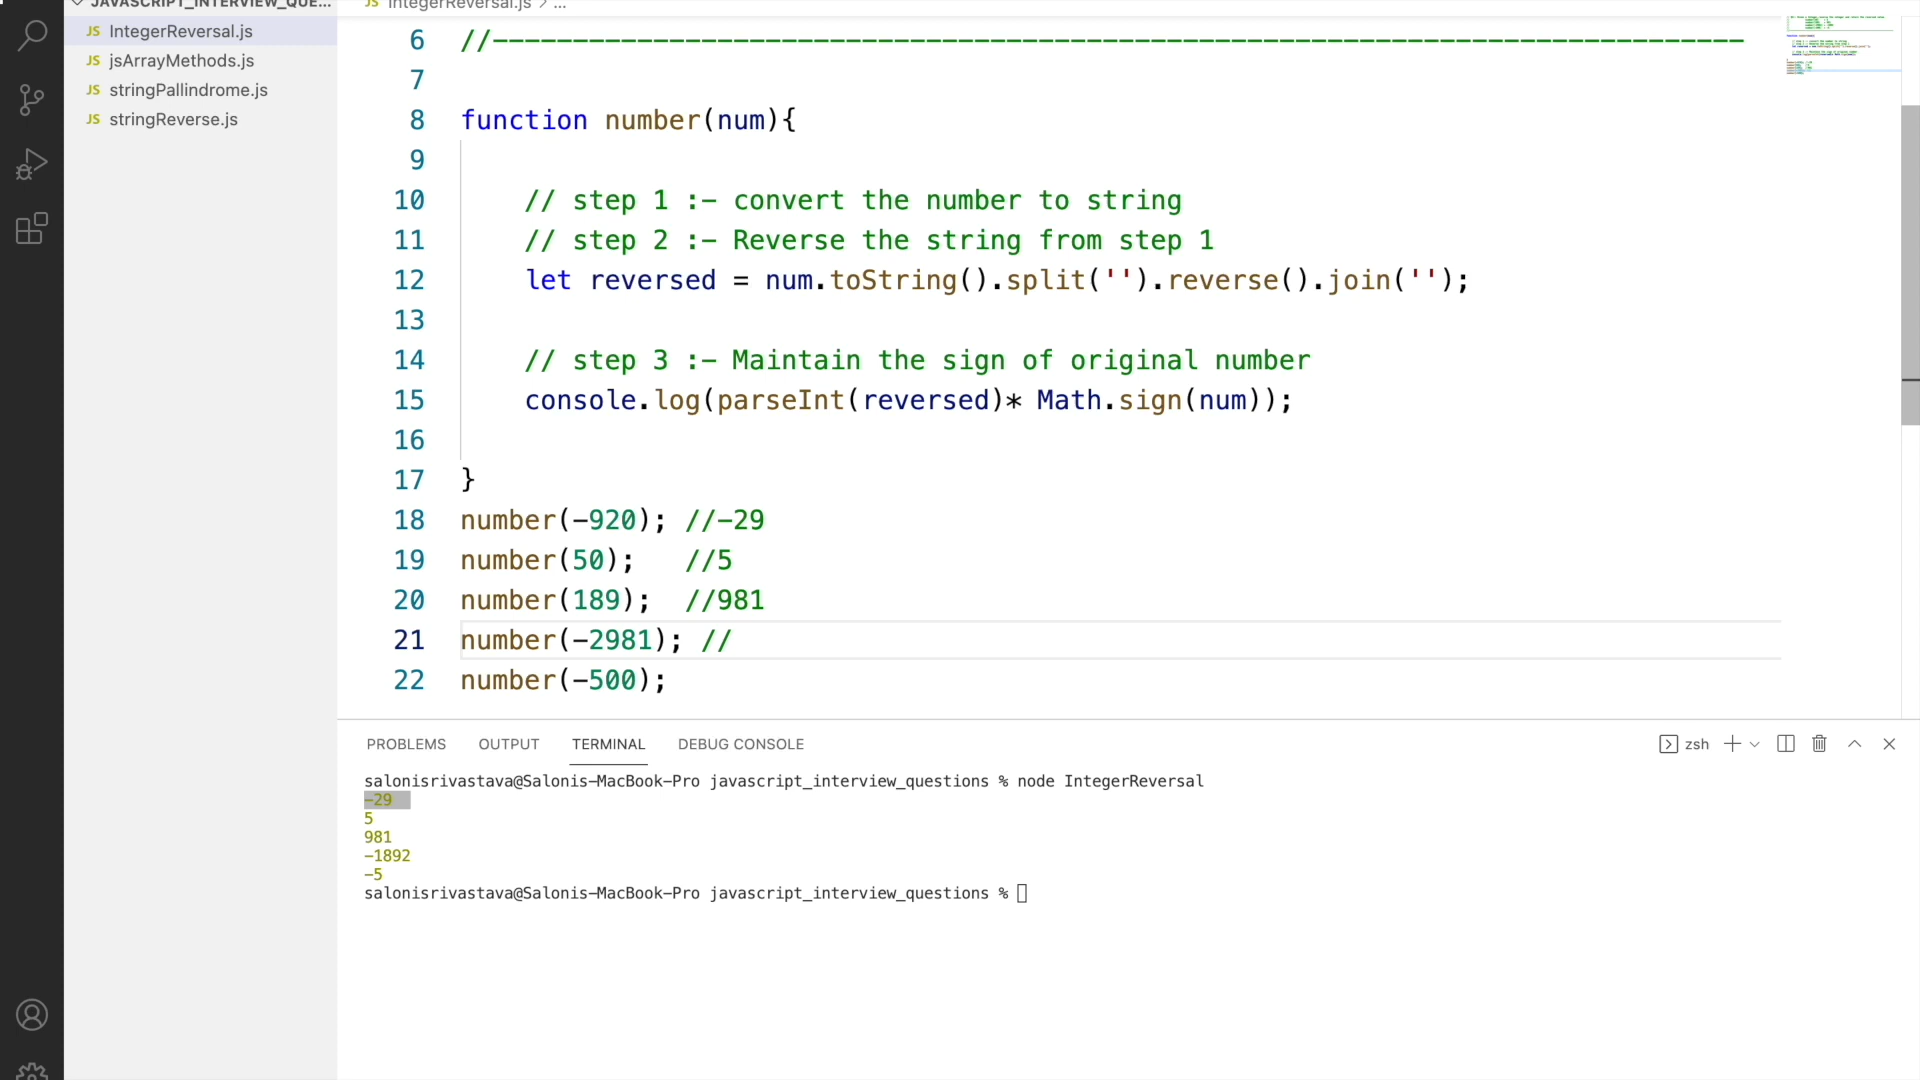 JAVASCRIPT_INTERVIEW_QUE...
JS IntegerReversal.js
JS jsArrayMethods.js
JS stringPallindrome.js
JS stringReverse.js
JS IntegerReversal.js > ...
6 //------------------------------------------------------------------------------
7
8 function number(num){
9
10 // step 1 :- convert the number to string
11 // step 2 :- Reverse the string from step 1
12 let reversed = num.toString().split('').reverse().join('');
13
14 // step 3 :- Maintain the sign of original number
15 console.log(parseInt(reversed)* Math.sign(num));
16
17 }
18 number(-920); //-29
19 number(50); //5
20 number(189); //981
21 number(-2981); //
22 number(-500);
PROBLEMS OUTPUT TERMINAL DEBUG CONSOLE zsh
salonisrivastava@Salonis-MacBook-Pro javascript_interview_questions % node IntegerReversal
-29
5
981
-1892
-5
salonisrivastava@Salonis-MacBook-Pro javascript_interview_questions %